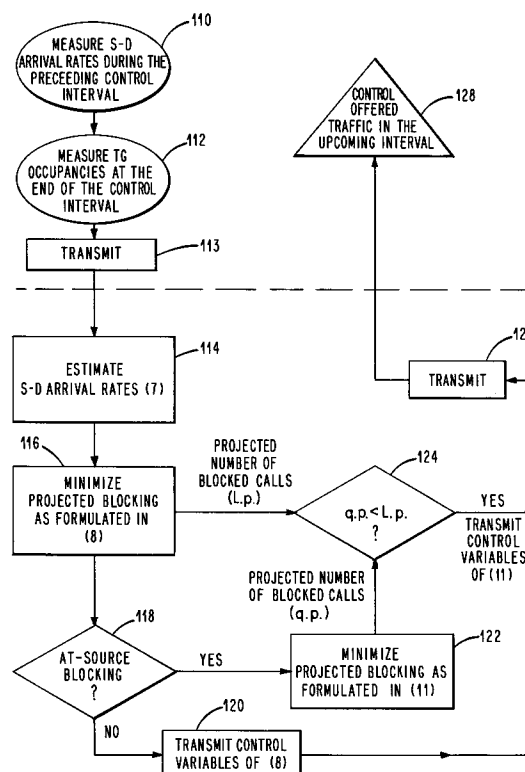 110
MEASURE S-D
ARRIVAL RATES DURING THE
PRECEEDING CONTROL
INTERVAL
112
MEASURE TG
OCCUPANCIES AT THE
END OF THE CONTROL
INTERVAL
113
TRANSMIT
128
CONTROL
OFFERED
TRAFFIC IN THE
UPCOMING INTERVAL
114
ESTIMATE
S-D ARRIVAL RATES (7)
TRANSMIT
116
MINIMIZE
PROJECTED BLOCKING
AS FORMULATED IN
(8)
PROJECTED NUMBER
OF BLOCKED CALLS
(L.p.)
124
q.p.<L.p.
?
YES
TRANSMIT
CONTROL
VARIABLES
OF (11)
PROJECTED NUMBER
OF BLOCKED CALLS
(q.p.)
118
AT-SOURCE
BLOCKING
?
YES
122
MINIMIZE
PROJECTED BLOCKING AS
FORMULATED IN (11)
NO
120
TRANSMIT CONTROL
VARIABLES OF (8)